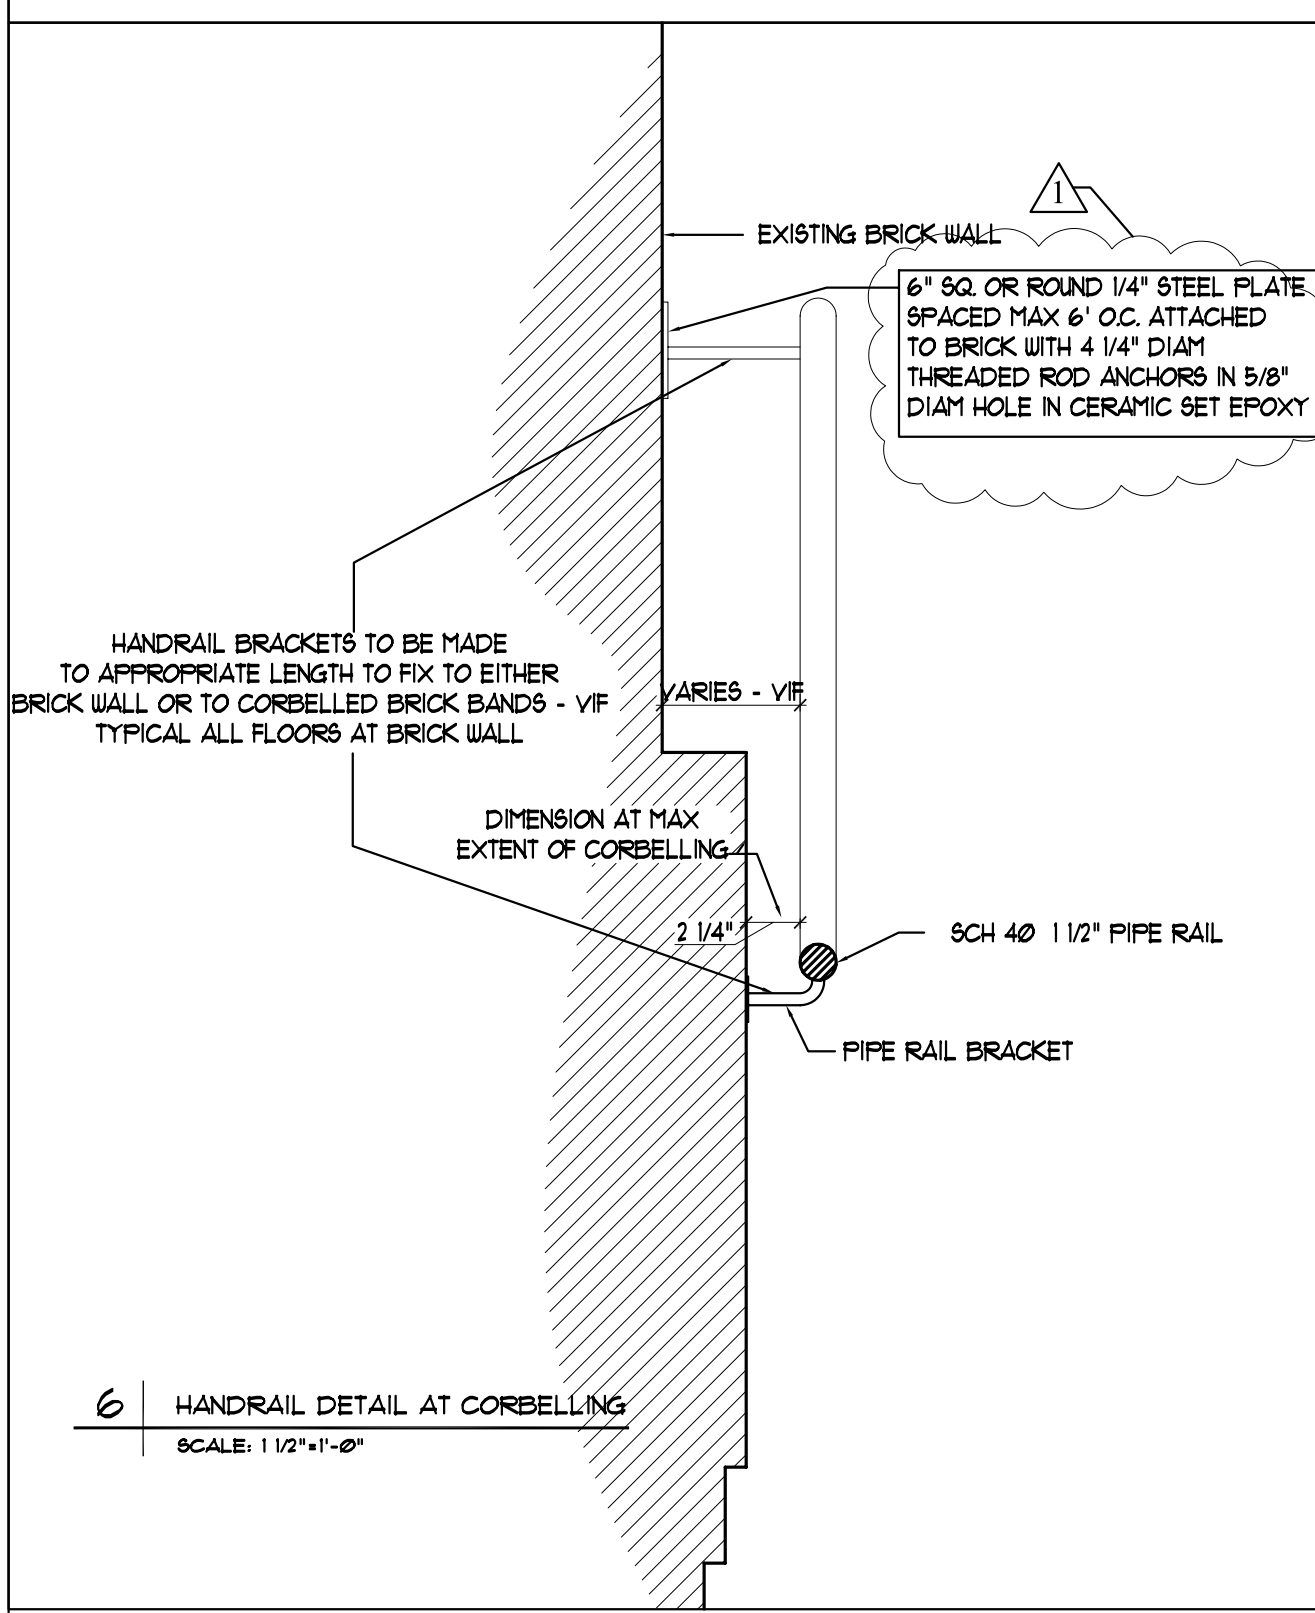 1
EXISTING BRICK WALL
6" SQ. OR ROUND 1/4" STEEL PLATE
SPACED MAX 6' O.C. ATTACHED
TO BRICK WITH 4 1/4" DIAM
THREADED ROD ANCHORS IN 5/8"
DIAM HOLE IN CERAMIC SET EPOXY
HANDRAIL BRACKETS TO BE MADE
TO APPROPRIATE LENGTH TO FIX TO EITHER
BRICK WALL OR TO CORBELLED BRICK BANDS - VIF
TYPICAL ALL FLOORS AT BRICK WALL
VARIES - VIF
DIMENSION AT MAX
EXTENT OF CORBELLING
2 1/4"
SCH 40 1 1/2" PIPE RAIL
PIPE RAIL BRACKET
6 HANDRAIL DETAIL AT CORBELLING
SCALE: 1 1/2"=1'-0"